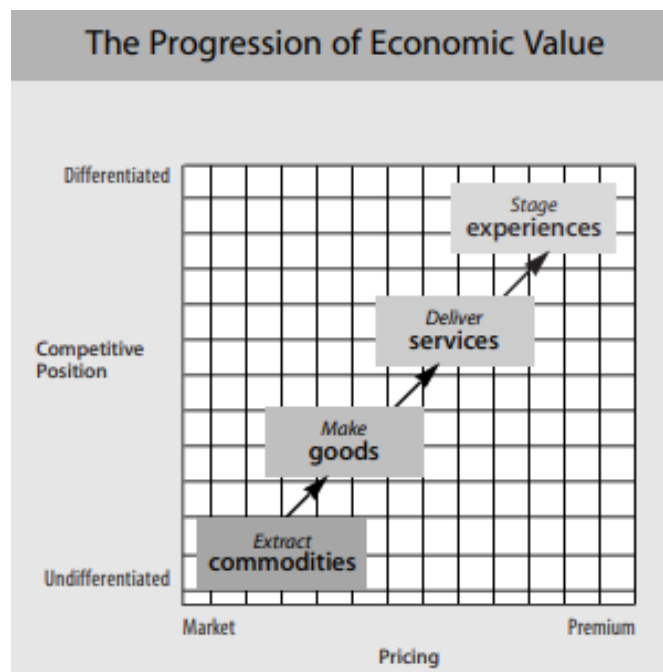 The Progression of Economic Value
Differentiated
Stage
experiences
Deliver
services
Competitive
Position
Make
goods
Extract
commodities
Undifferentiated
Market
Premium
Pricing